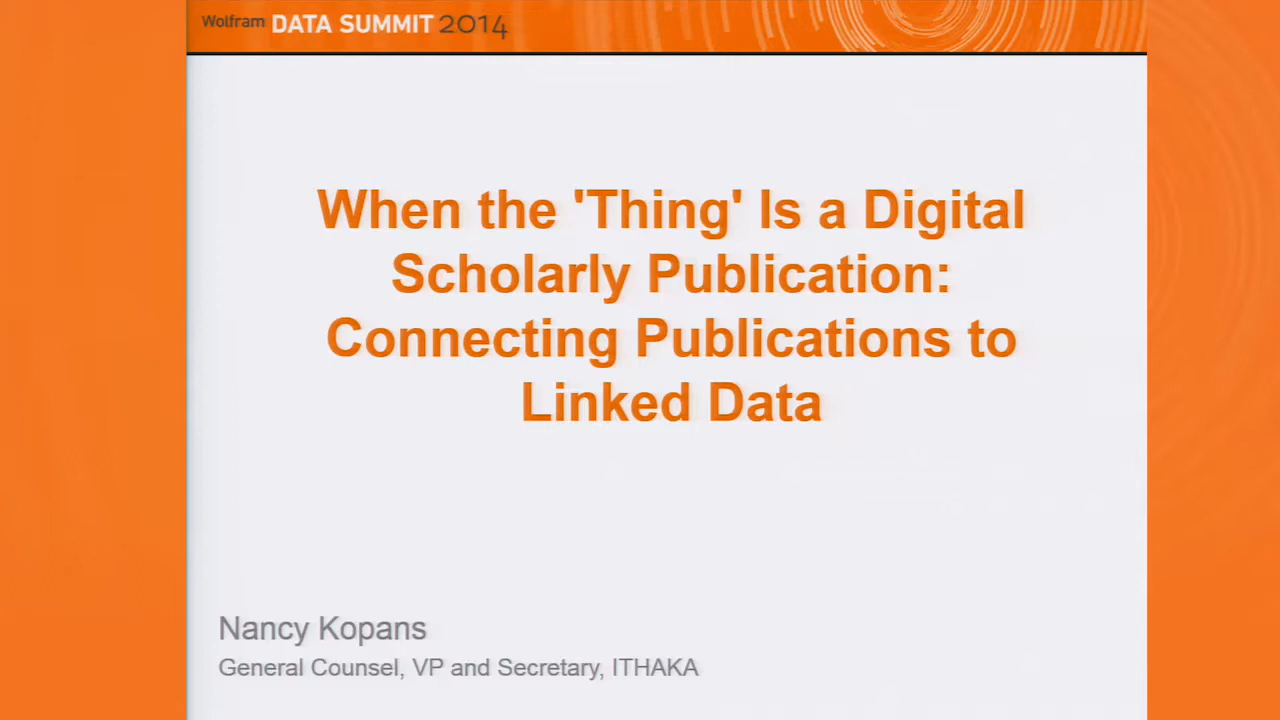 Wolfram DATA SUMMIT 2014
When the 'Thing' Is a Digital
Scholarly Publication:
Connecting Publications to
Linked Data
Nancy Kopans
General Counsel, VP and Secretary, ITHAKA